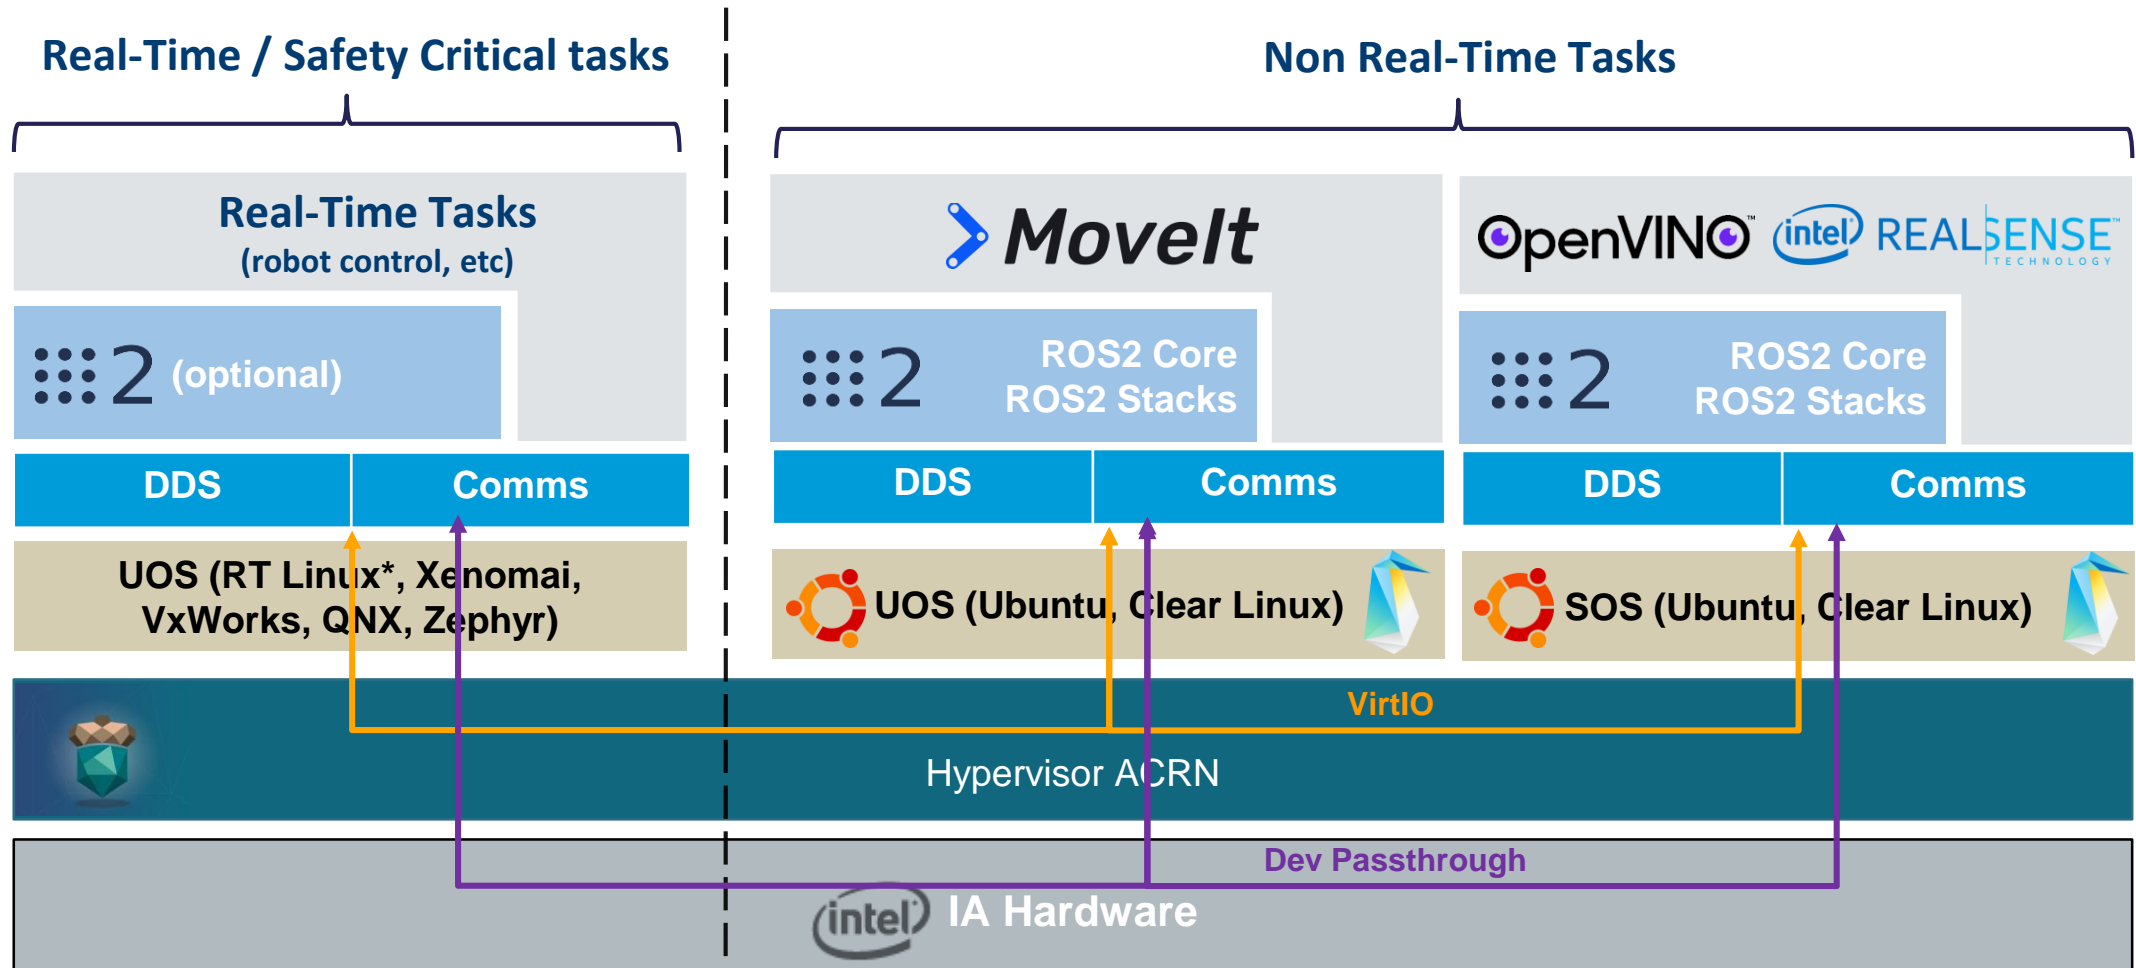 Real-Time / Safety Critical tasks
Non Real-Time Tasks
Real-Time Tasks
(robot control, etc)
MoveIt
OpenVINO™
intel REALSENSE™
TECHNOLOGY
2 (optional)
2
ROS2 Core
ROS2 Stacks
2
ROS2 Core
ROS2 Stacks
DDS
Comms
DDS
Comms
DDS
Comms
UOS (RT Linux*, Xenomai,
VxWorks, QNX, Zephyr)
UOS (Ubuntu, Clear Linux)
SOS (Ubuntu, Clear Linux)
VirtIO
Hypervisor ACRN
Dev Passthrough
intel IA Hardware